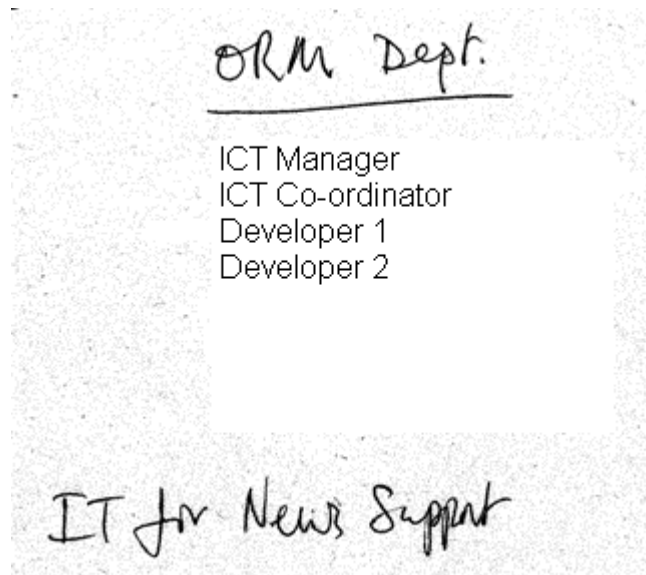 ORM Dept.
ICT Manager
ICT Co-ordinator
Developer 1
Developer 2
IT for News Support